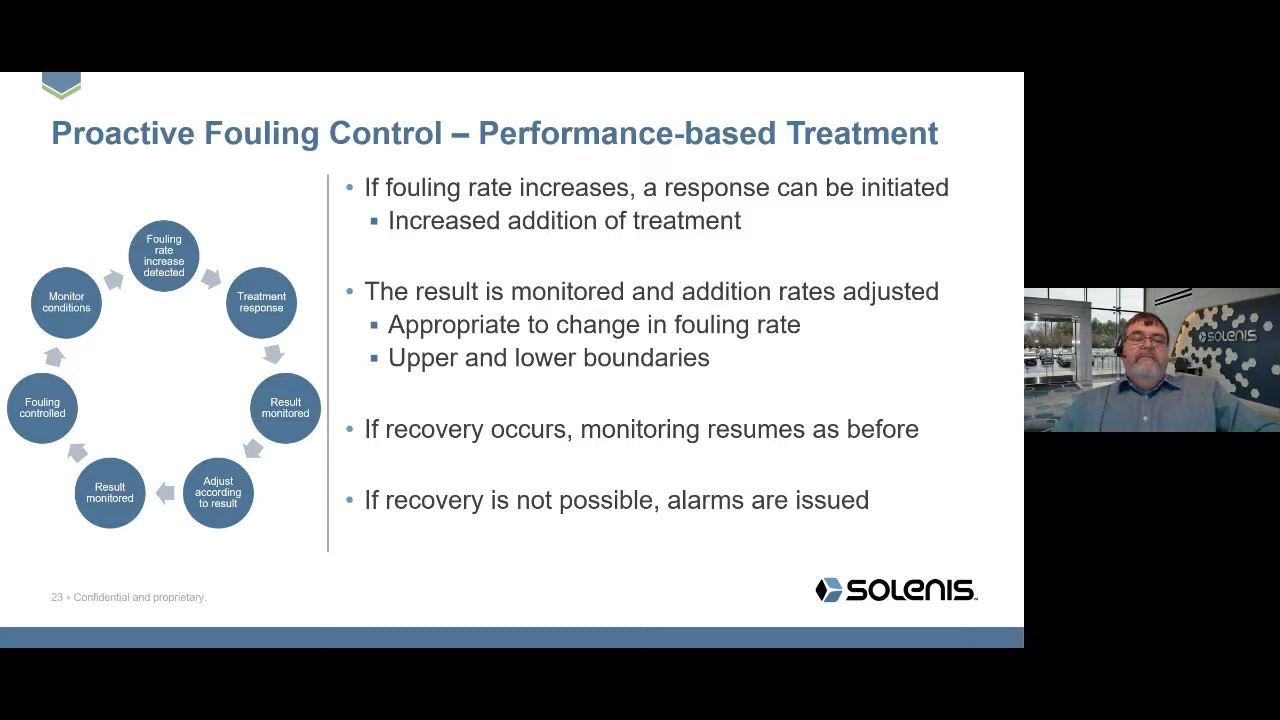 Proactive Fouling Control – Performance-based Treatment
Fouling
rate
increase
detected
Treatment
response
Result
monitored
Adjust
according
to result
Result
monitored
Fouling
controlled
Monitor
conditions
• If fouling rate increases, a response can be initiated
▪ Increased addition of treatment
• The result is monitored and addition rates adjusted
▪ Appropriate to change in fouling rate
▪ Upper and lower boundaries
• If recovery occurs, monitoring resumes as before
• If recovery is not possible, alarms are issued
23 • Confidential and proprietary.
SOLENIS™
SOLENIS